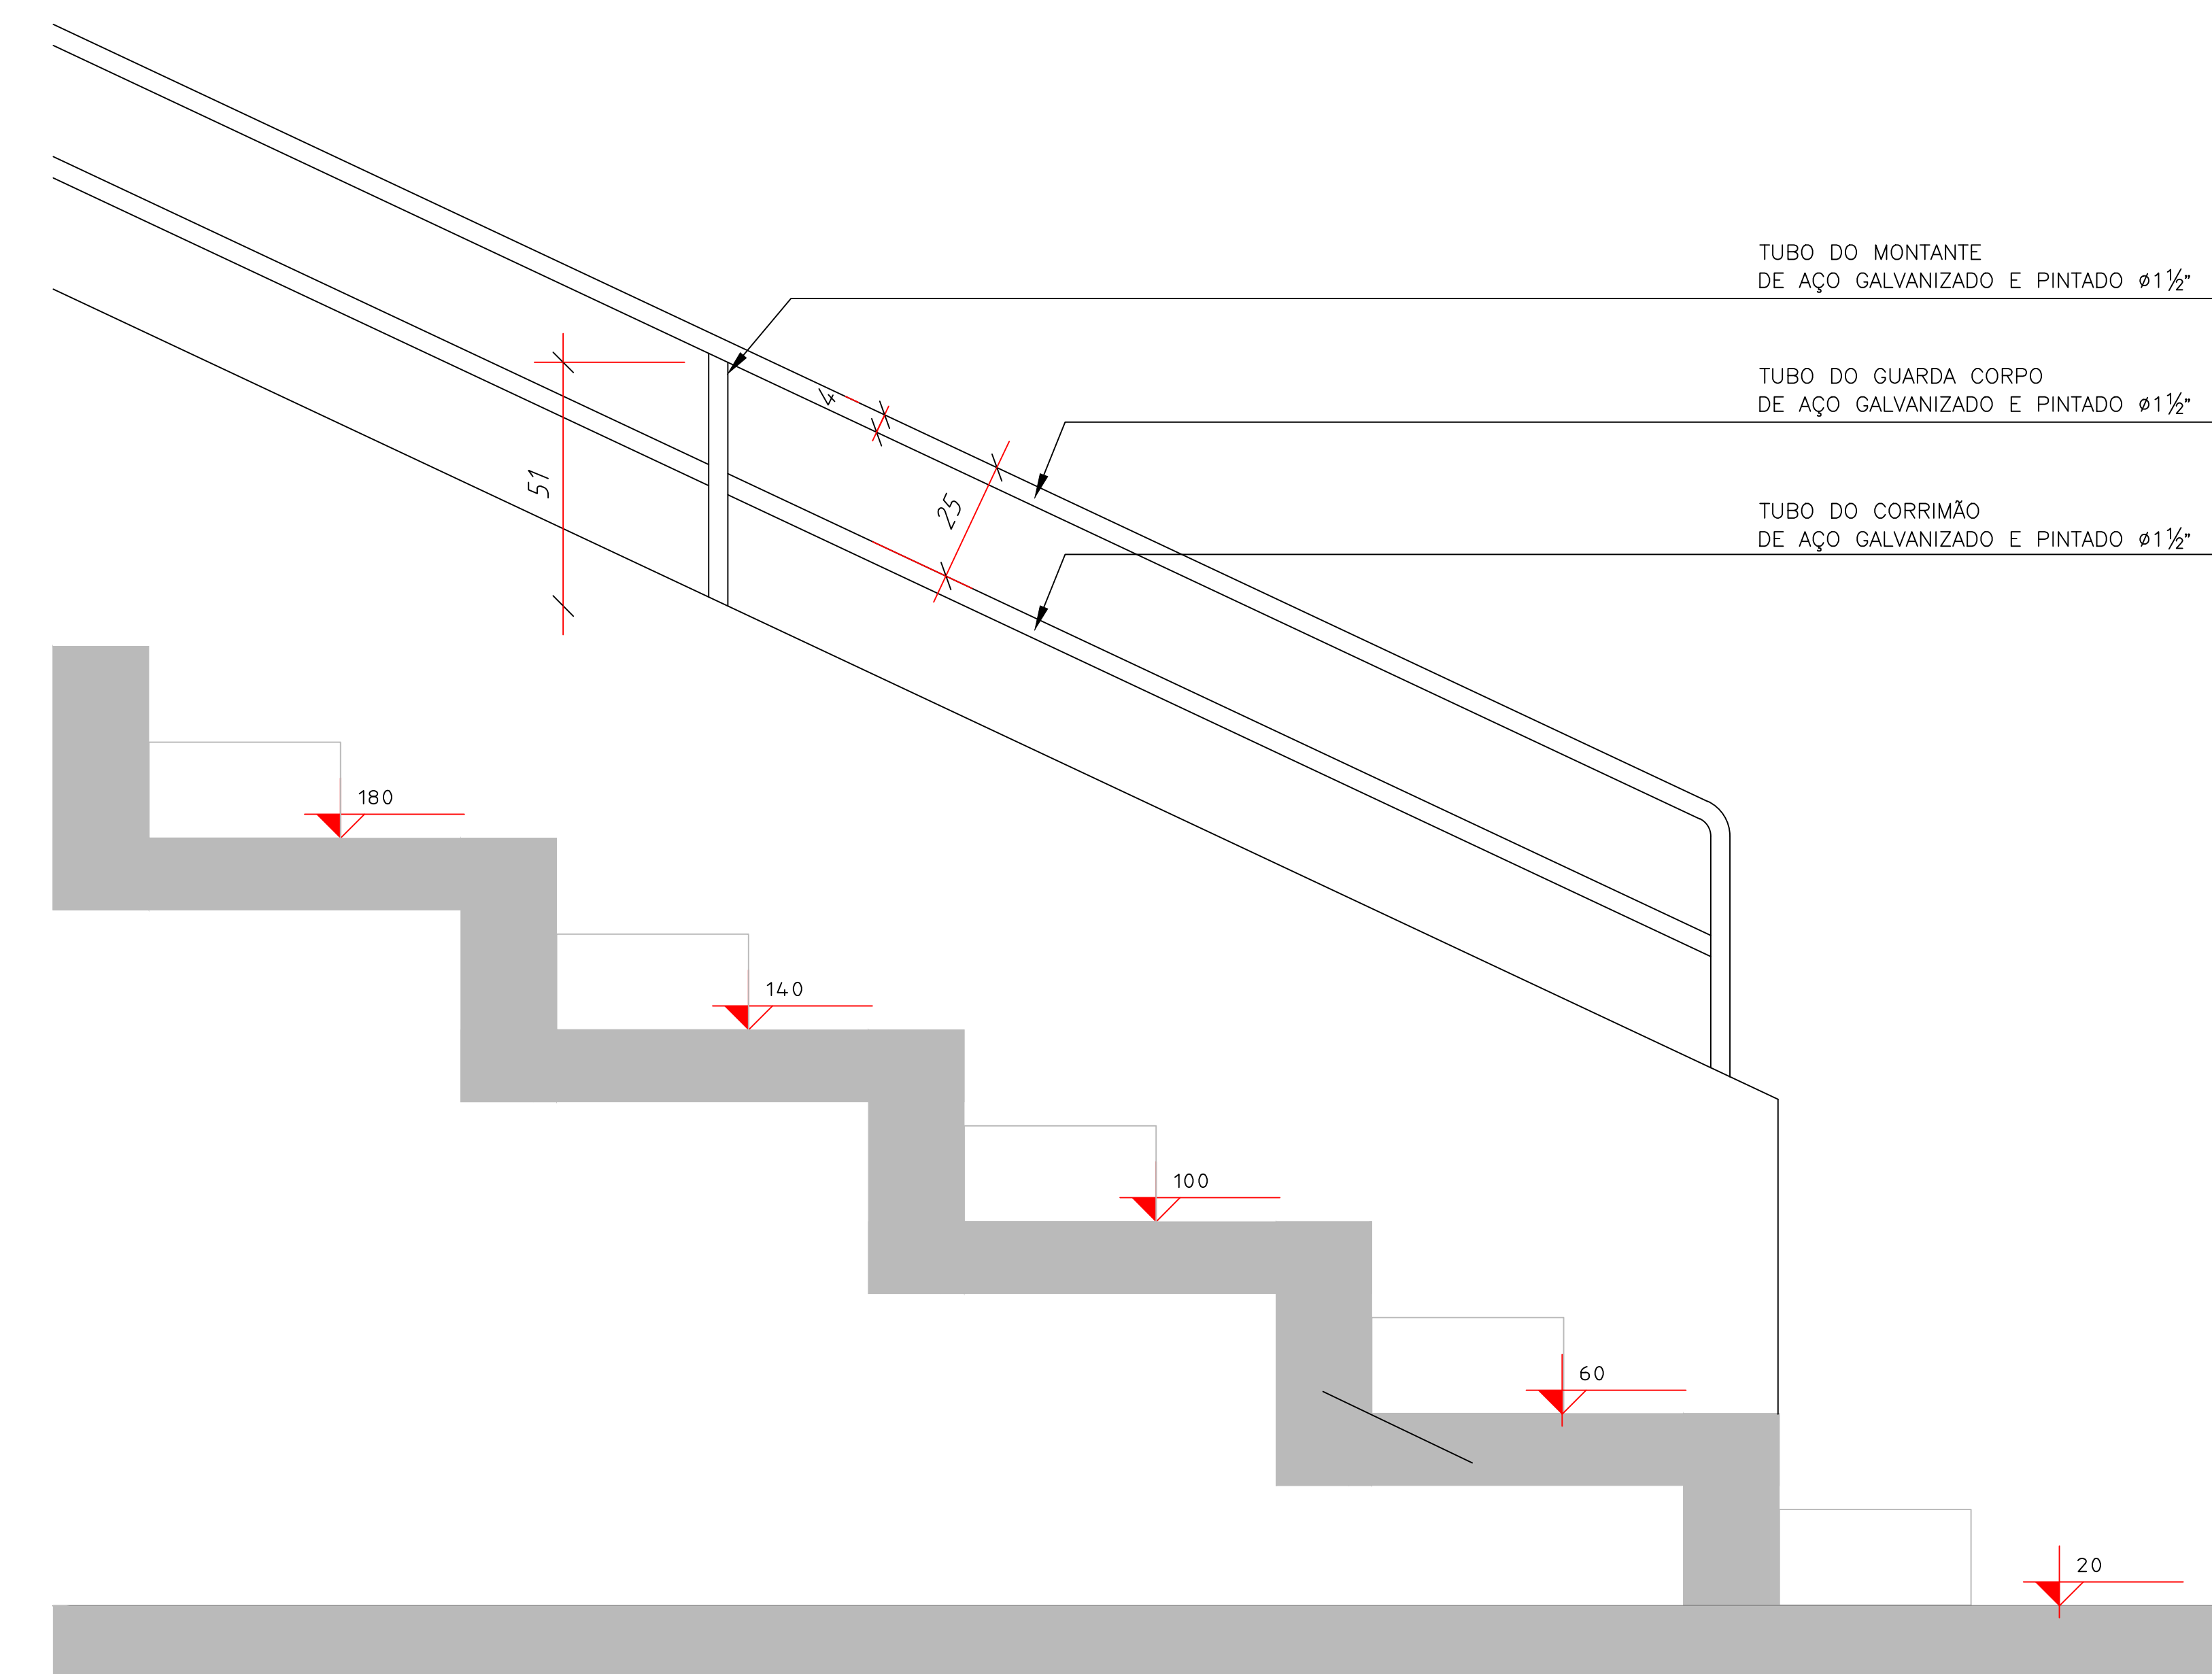 TUBO DO MONTANTE
DE AÇO GALVANIZADO E PINTADO ø1½”
TUBO DO GUARDA CORPO
DE AÇO GALVANIZADO E PINTADO ø1½”
4
51
25
TUBO DO CORRIMÃO
DE AÇO GALVANIZADO E PINTADO ø1½”
180
140
100
60
20